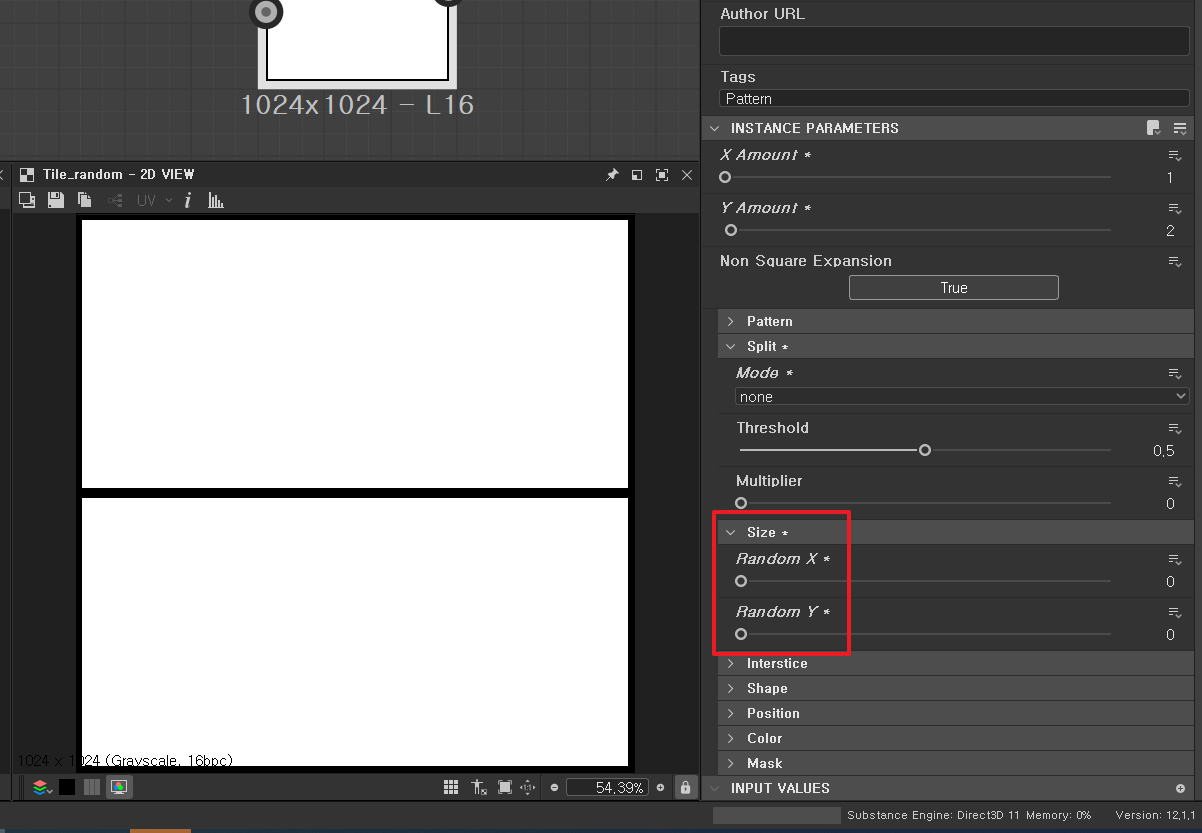 Author URL
Tags
Pattern
INSTANCE PARAMETERS
X Amount *
1
Y Amount *
2
Non Square Expansion
True
Pattern
Split *
Mode *
none
Threshold
0.5
Multiplier
0
Size *
Random X *
0
Random Y *
0
Interstice
Shape
Position
Color
Mask
INPUT VALUES
1024x1024 - L16
Tile_random - 2D VIEW
UV
i
1024 x 1024 (Grayscale, 16bpc)
1:1
54.39%
Substance Engine: Direct3D 11 Memory: 0% Version: 12.1.1